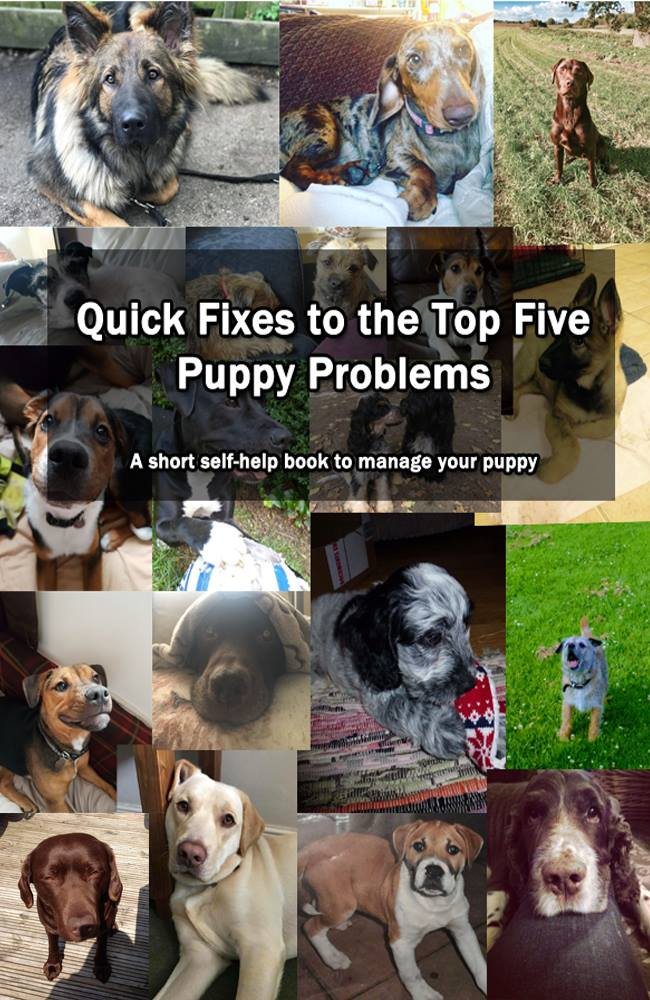 Quick Fixes to the Top Five
Puppy Problems
A short self-help book to manage your puppy